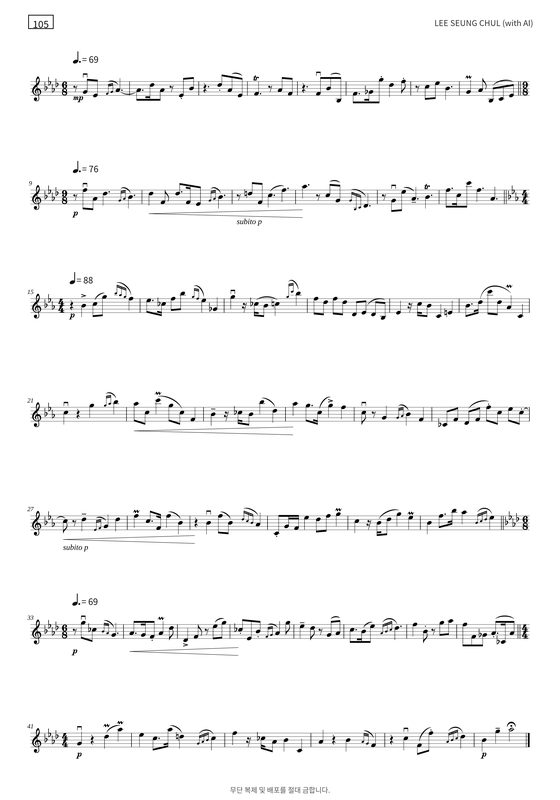 105
LEE SEUNG CHUL (with AI)
♩. = 69
mp
♩. = 76
9
p
subito p
♩ = 88
15
p
21
27
subito p
♩. = 69
33
p
41
p
p
무단 복제 및 배포를 절대 금합니다.